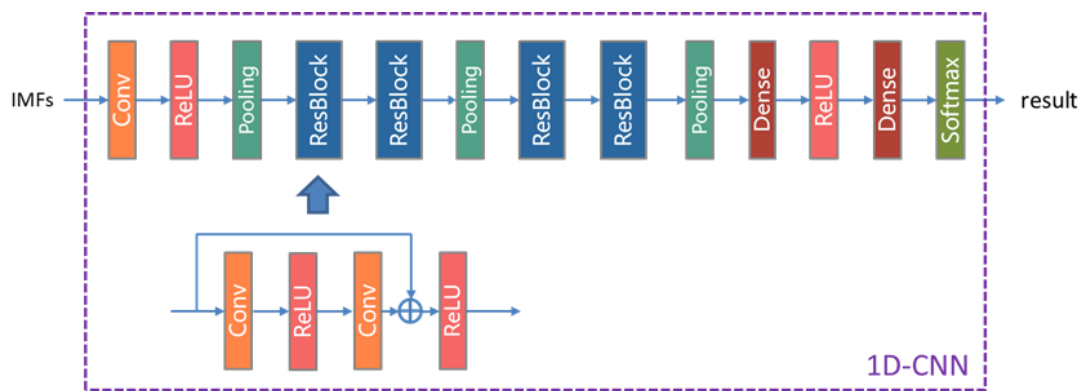 IMFs
Conv
ReLU
Pooling
ResBlock
ResBlock
Pooling
ResBlock
ResBlock
Pooling
Dense
ReLU
Dense
Softmax
result
Conv
ReLU
Conv
ReLU
1D-CNN